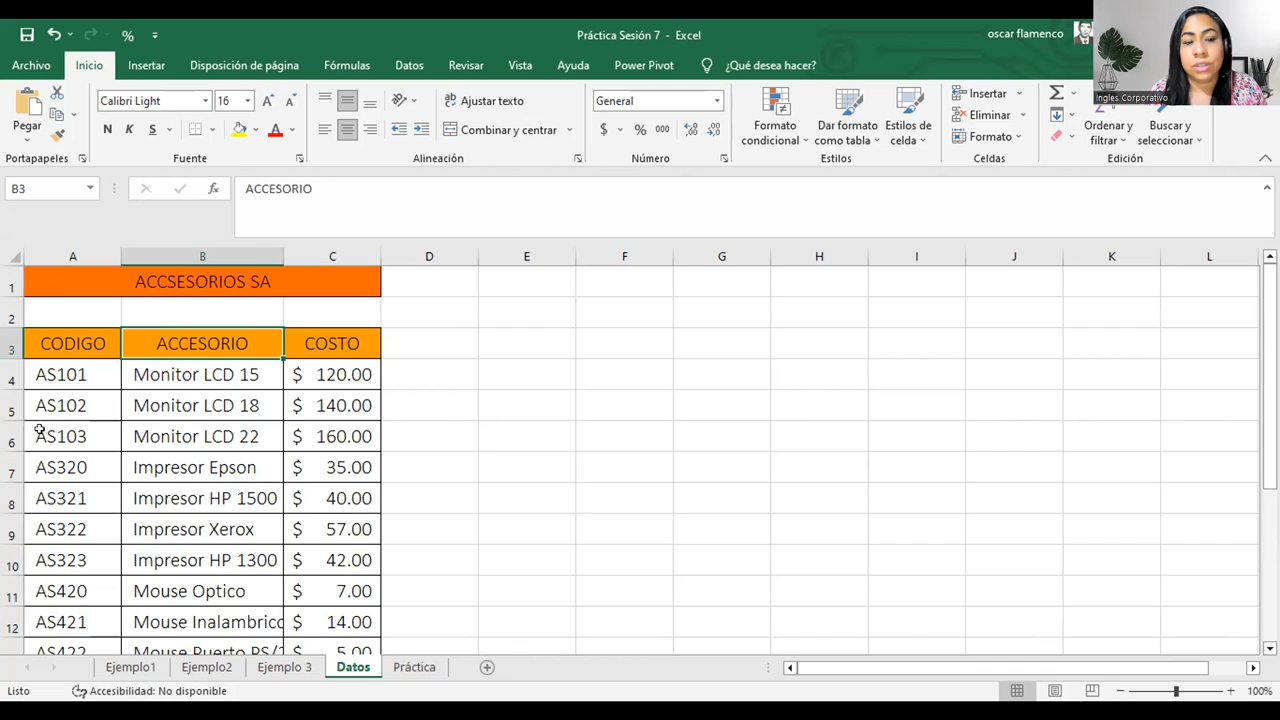 Práctica Sesión 7 - Excel
oscar flamenco
Ingles Corporativo
Archivo Inicio Insertar Disposición de página Fórmulas Datos Revisar Vista Ayuda Power Pivot ¿Qué desea hacer?
Pegar
Portapapeles
Calibri Light 16
N K S
Fuente
Ajustar texto
Combinar y centrar
Alineación
General
$ % 000
Número
Formato condicional
Dar formato como tabla
Estilos de celda
Estilos
Insertar
Eliminar
Formato
Celdas
Ordenar y filtrar
Buscar y seleccionar
Edición
B3 fx ACCESORIO
A B C D E F G H I J K L
1 ACCSESORIOS SA
2
3 CODIGO ACCESORIO COSTO
4 AS101 Monitor LCD 15 $ 120.00
5 AS102 Monitor LCD 18 $ 140.00
6 AS103 Monitor LCD 22 $ 160.00
7 AS320 Impresor Epson $ 35.00
8 AS321 Impresor HP 1500 $ 40.00
9 AS322 Impresor Xerox $ 57.00
10 AS323 Impresor HP 1300 $ 42.00
11 AS420 Mouse Optico $ 7.00
12 AS421 Mouse Inalambrico $ 14.00
AS422 Mouse Puerto PS/2 $ 5.00
Ejemplo1 Ejemplo2 Ejemplo 3 Datos Práctica
Listo Accesibilidad: No disponible 100%